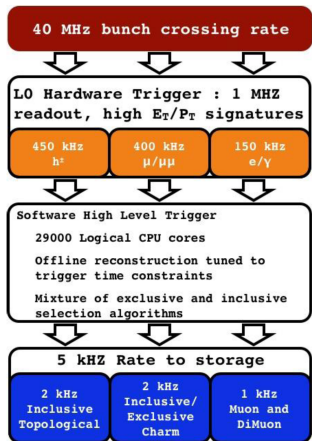 40 MHz bunch crossing rate
L0 Hardware Trigger : 1 MHz
readout, high E_T/P_T signatures
450 kHz
h±
400 kHz
μ/μμ
150 kHz
e/γ
Software High Level Trigger
29000 Logical CPU cores
Offline reconstruction tuned to
trigger time constraints
Mixture of exclusive and inclusive
selection algorithms
5 kHz Rate to storage
2 kHz
Inclusive
Topological
2 kHz
Inclusive/
Exclusive
Charm
1 kHz
Muon and
DiMuon